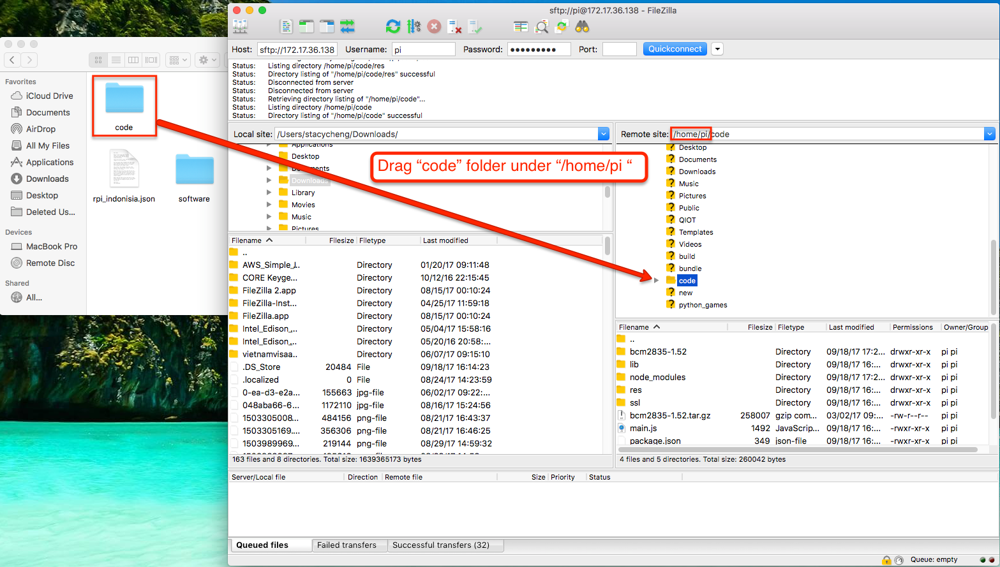 sftp://pi@172.17.36.138 - FileZilla
Host: sftp://172.17.36.138 Username: pi Password: ●●●●●●●●● Port: Quickconnect
Status: Listing directory /home/pi/code/res
Status: Directory listing of "/home/pi/code/res" successful
Status: Disconnected from server
Status: Disconnected from server
Status: Retrieving directory listing of "/home/pi/code"...
Status: Listing directory /home/pi/code
Status: Directory listing of "/home/pi/code" successful
Favorites
iCloud Drive
Documents
AirDrop
All My Files
Applications
Downloads
Desktop
Deleted Us...
Devices
MacBook Pro
Remote Disc
Shared
All...
code
rpi_indonisia.json
software
Local site: /Users/stacycheng/Downloads/
Applications
Desktop
Documents
Downloads
Library
Movies
Music
Pictures
Drag “code” folder under “/home/pi “
Filename Filesize Filetype Last modified
..
AWS_Simple_I.. Directory 01/20/17 09:11:48
CORE Keyge... Directory 10/12/16 22:15:45
FileZilla 2.app Directory 08/15/17 00:10:24
FileZilla-Inst... Directory 04/25/17 11:59:18
FileZilla.app Directory 08/15/17 00:10:24
Intel_Edison_... Directory 05/04/17 15:58:16
Intel_Edison_... Directory 05/20/16 20:58:...
vietnamvisaa... Directory 06/07/17 09:15:10
.DS_Store 20484 File 09/18/17 16:14:23
.localized 0 File 08/24/17 14:23:59
0-ea-d3-e2a... 155663 jpg-file 06/02/17 09:22:...
048aba66-6... 1172110 jpg-file 08/16/17 15:24:56
1503305008... 484156 png-file 08/21/17 16:43:37
1503305169.... 356306 png-file 08/21/17 16:46:25
1503989969... 219144 png-file 08/29/17 14:59:32
163 files and 8 directories. Total size: 1639365173 bytes
Remote site: /home/pi/code
Desktop
Documents
Downloads
Music
Pictures
Public
QIOT
Templates
Videos
build
bundle
code
new
python_games
Filename Filesize Filetype Last modified Permissions Owner/Group
..
bcm2835-1.52 Directory 09/18/17 17:2... drwxr-xr-x pi pi
lib Directory 09/18/17 16:... drwxr-xr-x pi pi
node_modules Directory 09/18/17 17:2... drwxr-xr-x pi pi
res Directory 09/18/17 16:... drwxr-xr-x pi pi
ssl Directory 09/18/17 16:... drwxr-xr-x pi pi
bcm2835-1.52.tar.gz 258007 gzip com... 03/02/17 09:... -rw-r--r-- pi pi
main.js 1492 JavaScrip... 09/18/17 16:... -rwxr-xr-x pi pi
package.json 349 json-file 09/18/17 16:... -rwxr-xr-x pi pi
4 files and 5 directories. Total size: 260042 bytes
Server/Local file Direction Remote file Size Priority Status
Queued files Failed transfers Successful transfers (32)
Queue: empty